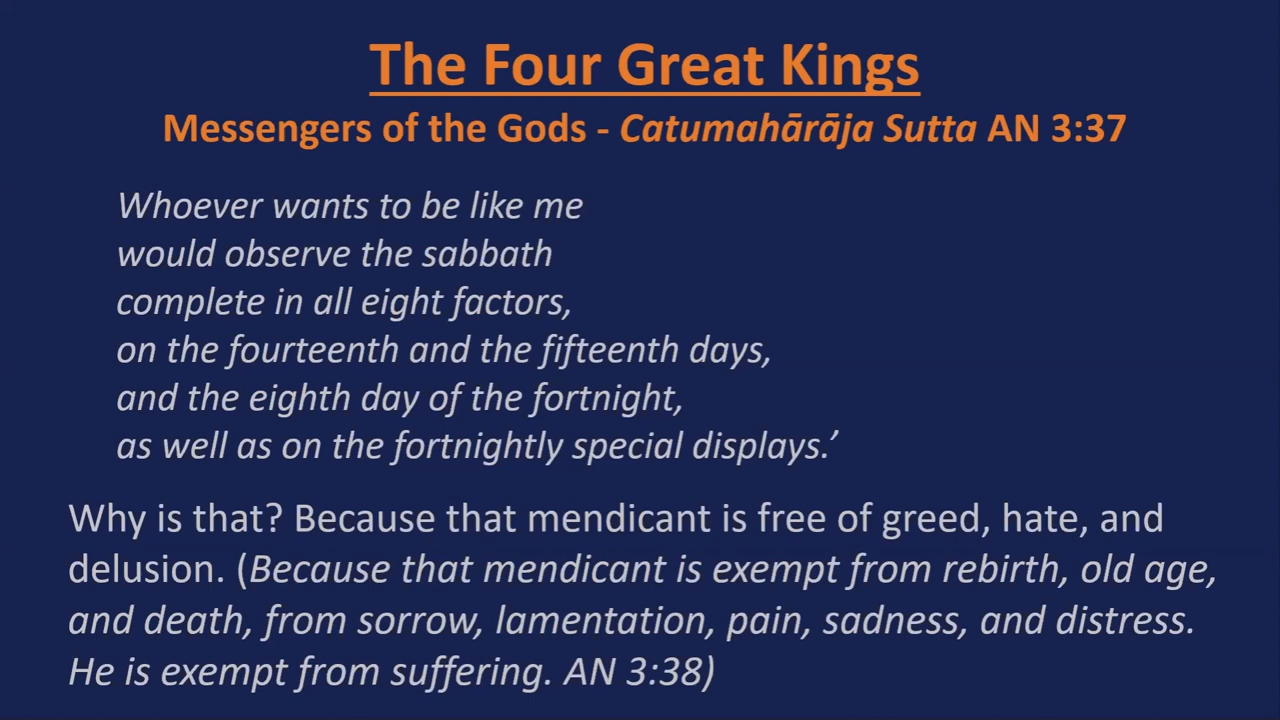 The Four Great Kings
Messengers of the Gods - Catumahārāja Sutta AN 3:37
Whoever wants to be like me
would observe the sabbath
complete in all eight factors,
on the fourteenth and the fifteenth days,
and the eighth day of the fortnight,
as well as on the fortnightly special displays.’
Why is that? Because that mendicant is free of greed, hate, and
delusion. (Because that mendicant is exempt from rebirth, old age,
and death, from sorrow, lamentation, pain, sadness, and distress.
He is exempt from suffering. AN 3:38)